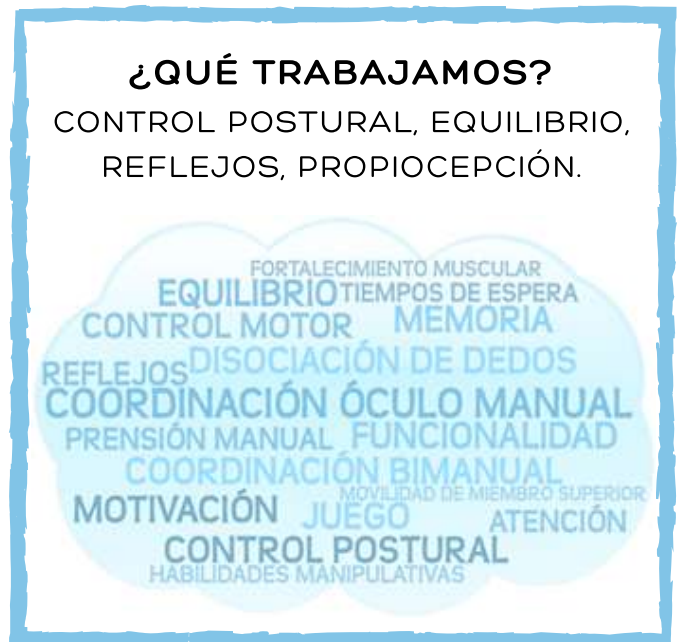 ¿QUÉ TRABAJAMOS?
CONTROL POSTURAL, EQUILIBRIO,
REFLEJOS, PROPIOCEPCIÓN.
FORTALECIMIENTO MUSCULAR
EQUILIBRIO TIEMPOS DE ESPERA
CONTROL MOTOR MEMORIA
REFLEJOS DISOCIACIÓN DE DEDOS
COORDINACIÓN ÓCULO MANUAL
PRENSIÓN MANUAL FUNCIONALIDAD
COORDINACIÓN BIMANUAL
MOVILIDAD DE MIEMBRO SUPERIOR
MOTIVACIÓN JUEGO ATENCIÓN
CONTROL POSTURAL
HABILIDADES MANIPULATIVAS